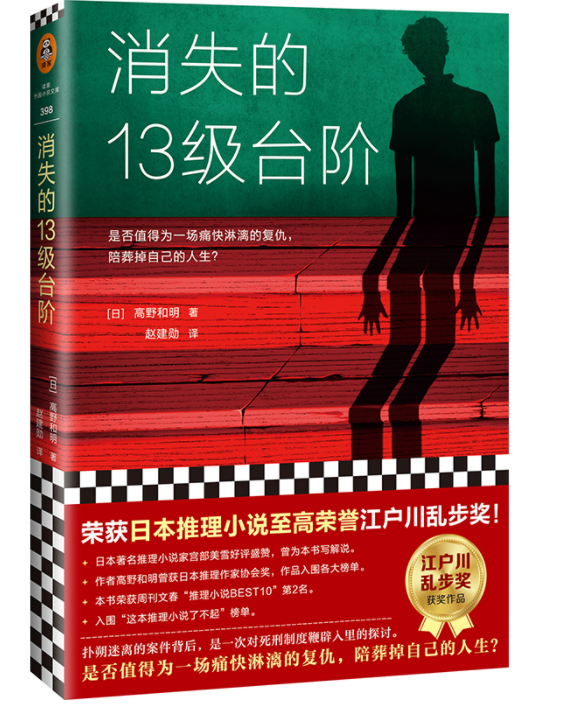 消失的
13级台阶
是否值得为一场痛快淋漓的复仇，
陪葬掉自己的人生？
［日］高野和明 著
赵建勋 译
荣获日本推理小说至高荣誉江户川乱步奖！
+ 日本著名推理小说家宫部美雪好评盛赞，曾为本书写解说。
+ 作者高野和明曾获日本推理作家协会奖，作品入围各大榜单。
+ 本书荣获周刊文春“推理小说BEST10”第2名。
+ 入围“这本推理小说了不起”榜单。
江户川
乱步奖
获奖作品
扑朔迷离的案件背后，是一次对死刑制度鞭辟入里的探讨。
是否值得为一场痛快淋漓的复仇，陪葬掉自己的人生？
398
消失的13级台阶
［日］高野和明 著
赵建勋 译